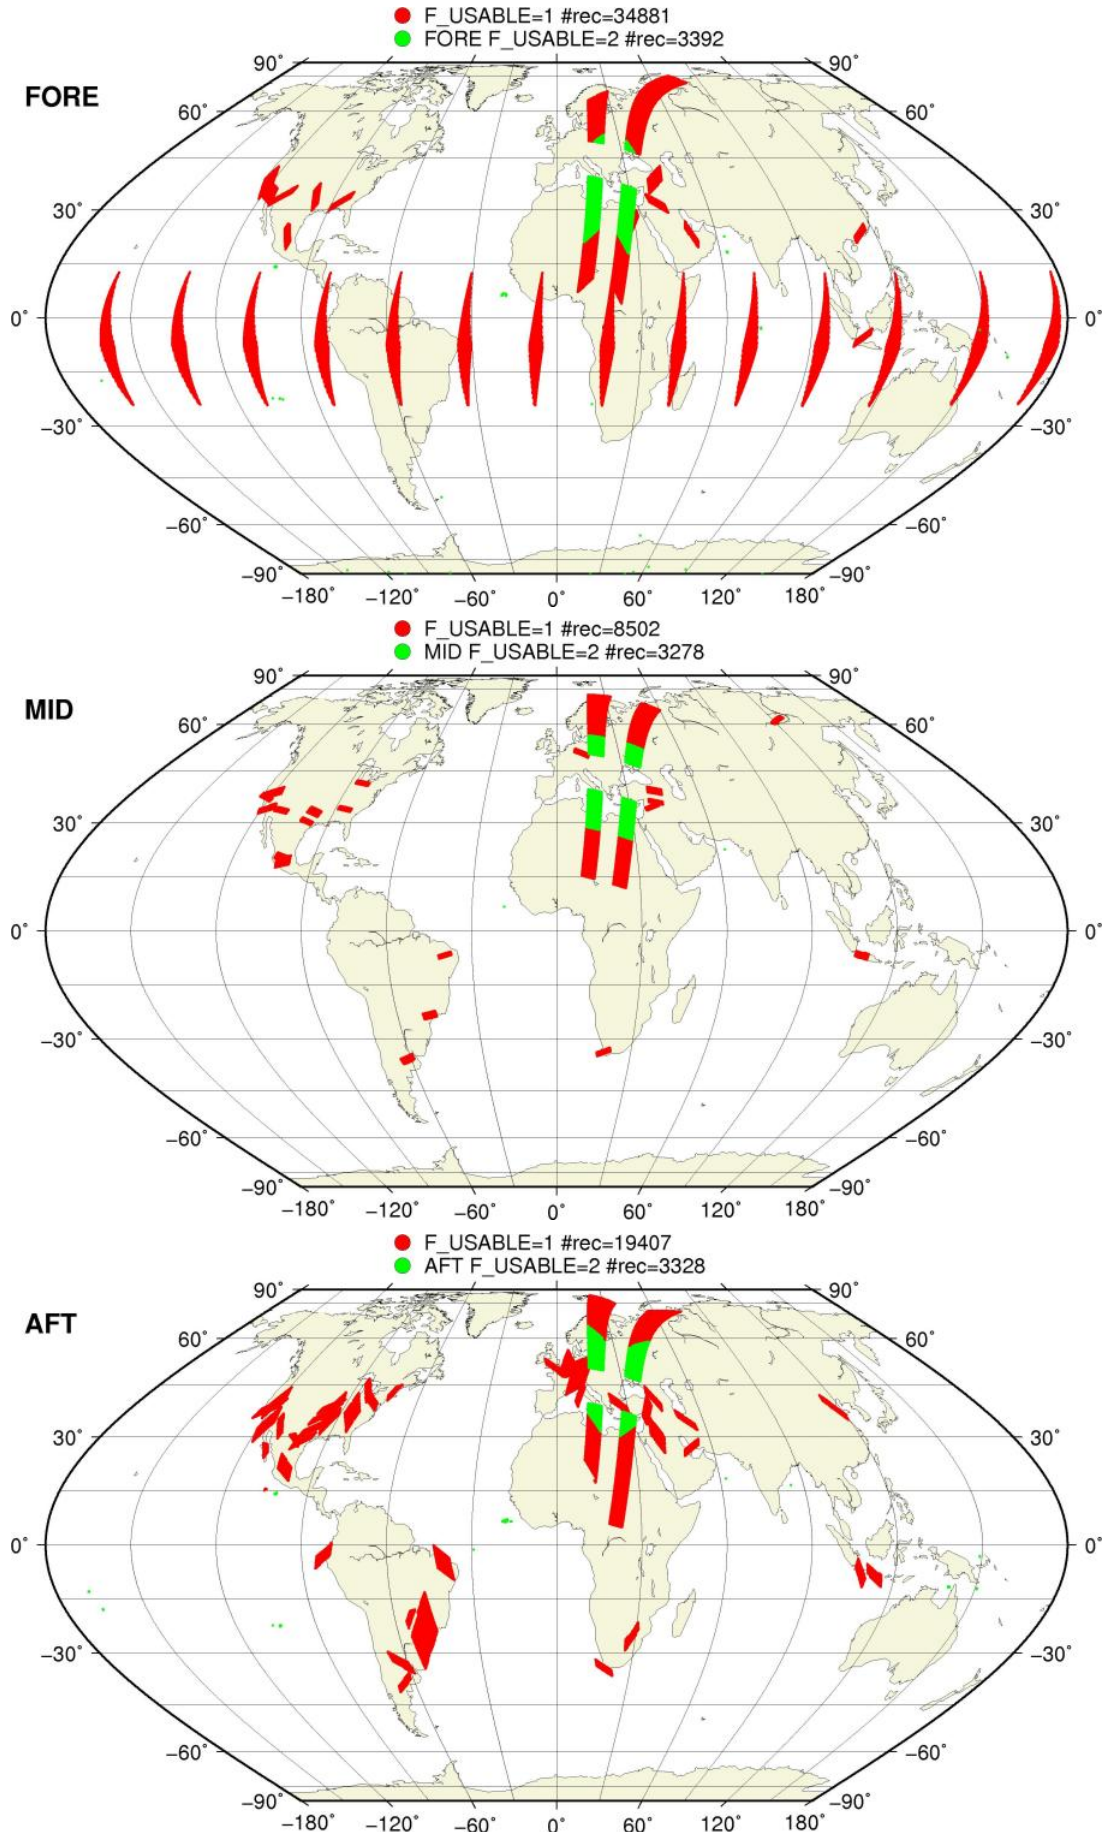 F_USABLE=1 #rec=34881
FORE F_USABLE=2 #rec=3392
FORE
90° 90°
60° 60°
30° 30°
0° 0°
−30° −30°
−60° −60°
−90° −90°
−180° −120° −60° 0° 60° 120° 180°
F_USABLE=1 #rec=8502
MID F_USABLE=2 #rec=3278
MID
90° 90°
60° 60°
30° 30°
0° 0°
−30° −30°
−60° −60°
−90° −90°
−180° −120° −60° 0° 60° 120° 180°
F_USABLE=1 #rec=19407
AFT F_USABLE=2 #rec=3328
AFT
90° 90°
60° 60°
30° 30°
0° 0°
−30° −30°
−60° −60°
−90° −90°
−180° −120° −60° 0° 60° 120° 180°